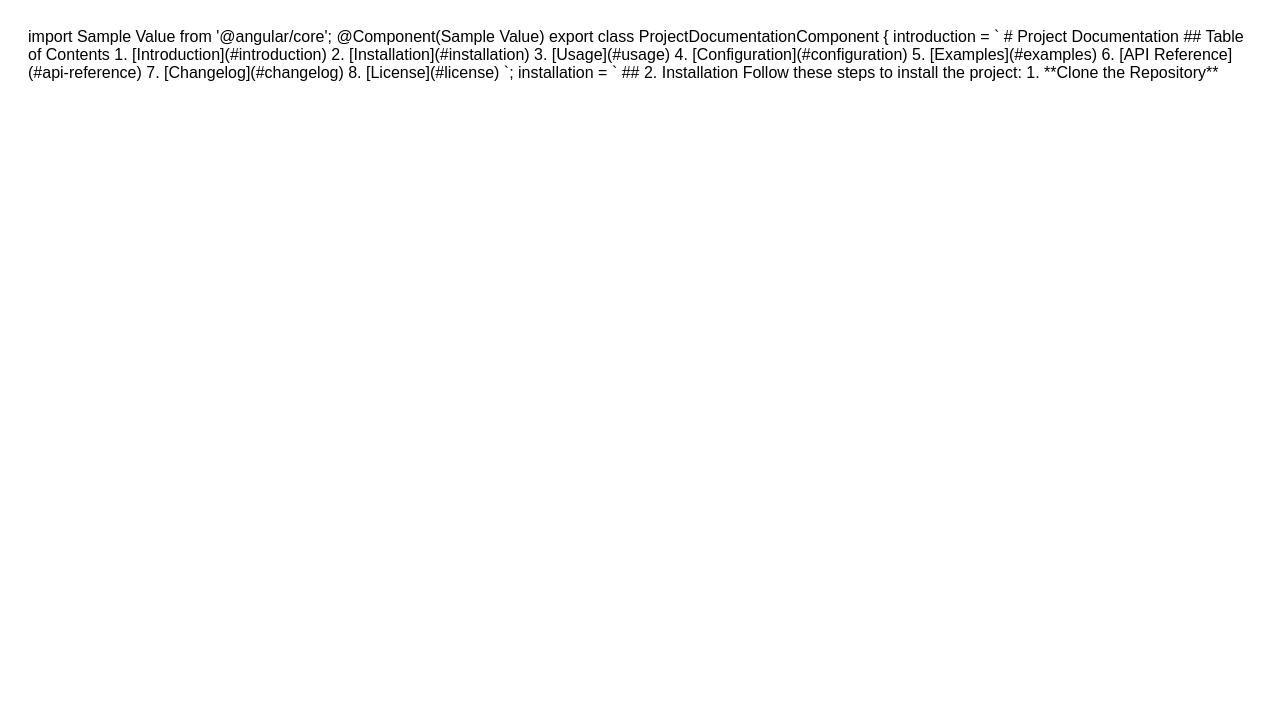 import Sample Value from '@angular/core'; @Component(Sample Value) export class ProjectDocumentationComponent { introduction = ` # Project Documentation ## Table
of Contents 1. [Introduction](#introduction) 2. [Installation](#installation) 3. [Usage](#usage) 4. [Configuration](#configuration) 5. [Examples](#examples) 6. [API Reference]
(#api-reference) 7. [Changelog](#changelog) 8. [License](#license) `; installation = ` ## 2. Installation Follow these steps to install the project: 1. **Clone the Repository**